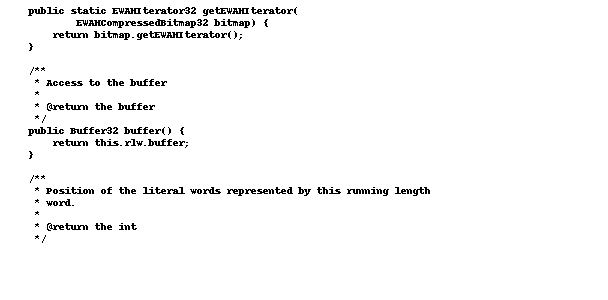 public static EWAHIterator32 getEWAHIterator(
EWAHCompressedBitmap32 bitmap) {
return bitmap.getEWAHIterator();
}
/**
* Access to the buffer
*
* @return the buffer
*/
public Buffer32 buffer() {
return this.rlw.buffer;
}
/**
* Position of the literal words represented by this running length
* word.
*
* @return the int
*/